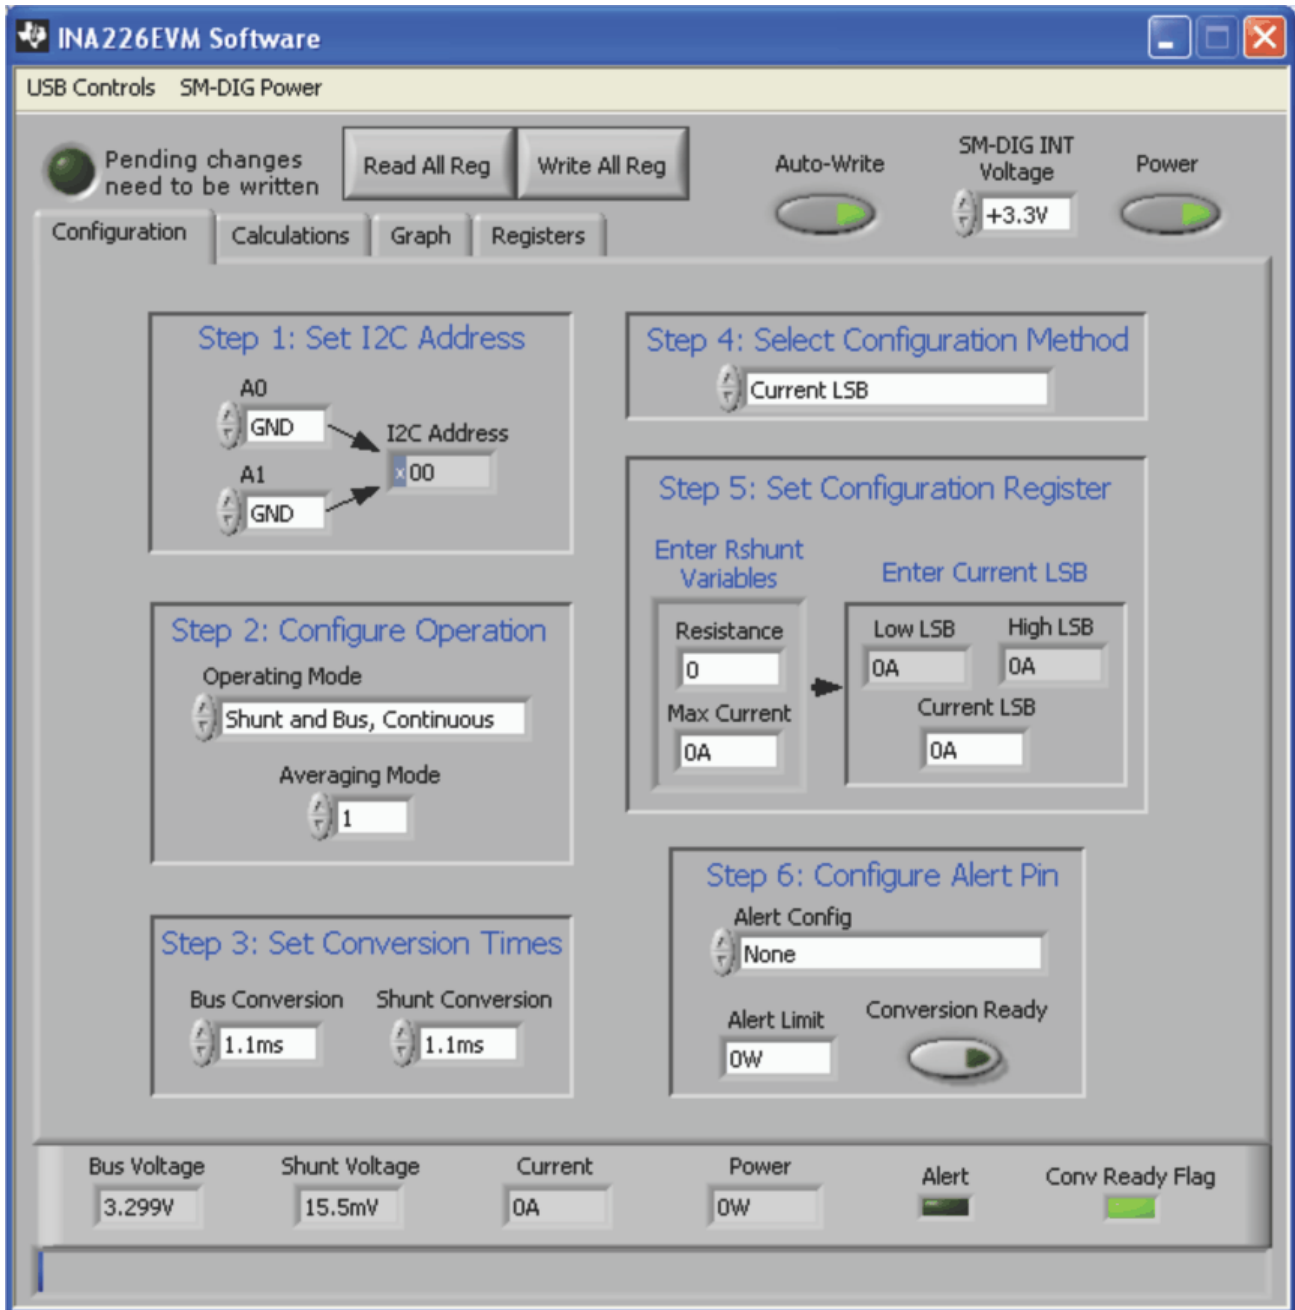 INA226EVM Software
USB Controls SM-DIG Power
Pending changes
need to be written
Read All Reg
Write All Reg
Auto-Write
SM-DIG INT
Voltage
+3.3V
Power
Configuration
Calculations
Graph
Registers
Step 1: Set I2C Address
A0
GND
I2C Address
x 00
A1
GND
Step 2: Configure Operation
Operating Mode
Shunt and Bus, Continuous
Averaging Mode
1
Step 3: Set Conversion Times
Bus Conversion
1.1ms
Shunt Conversion
1.1ms
Step 4: Select Configuration Method
Current LSB
Step 5: Set Configuration Register
Enter Rshunt
Variables
Resistance
0
Max Current
0A
Enter Current LSB
Low LSB
0A
High LSB
0A
Current LSB
0A
Step 6: Configure Alert Pin
Alert Config
None
Alert Limit
0W
Conversion Ready
Bus Voltage
3.299V
Shunt Voltage
15.5mV
Current
0A
Power
0W
Alert
Conv Ready Flag